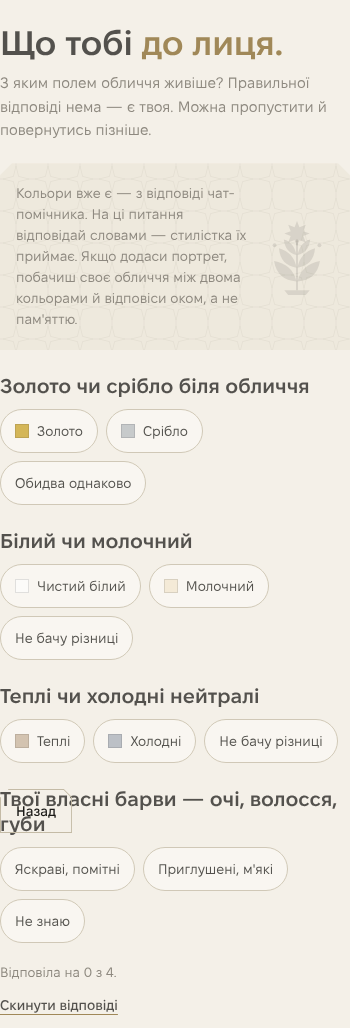 Що тобі до лиця.
З яким полем обличчя живіше? Правильної
відповіді нема — є твоя. Можна пропустити й
повернутись пізніше.
Кольори вже є — з відповіді чат-
помічника. На ці питання
відповідай словами — стилістка їх
приймає. Якщо додаси портрет,
побачиш своє обличчя між двома
кольорами й відповіси оком, а не
пам'яттю.
Золото чи срібло біля обличчя
Золото
Срібло
Обидва однаково
Білий чи молочний
Чистий білий
Молочний
Не бачу різниці
Теплі чи холодні нейтралі
Теплі
Холодні
Не бачу різниці
Твої власні барви — очі, волосся,
губи
Назад
Яскраві, помітні
Приглушені, м'які
Не знаю
Відповіла на 0 з 4.
Скинути відповіді